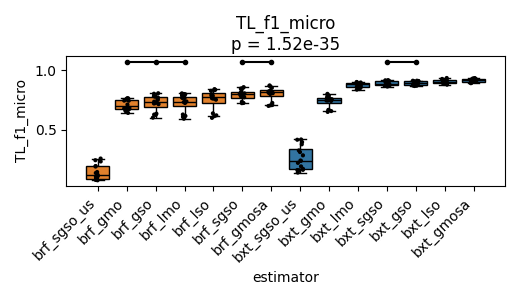 TL_f1_micro
p = 1.52e-35
TL_f1_micro
1.0
0.5
brf_sgso_us
brf_gmo
brf_gso
brf_lmo
brf_lso
brf_sgso
brf_gmosa
bxt_sgso_us
bxt_gmo
bxt_lmo
bxt_sgso
bxt_gso
bxt_lso
bxt_gmosa
estimator